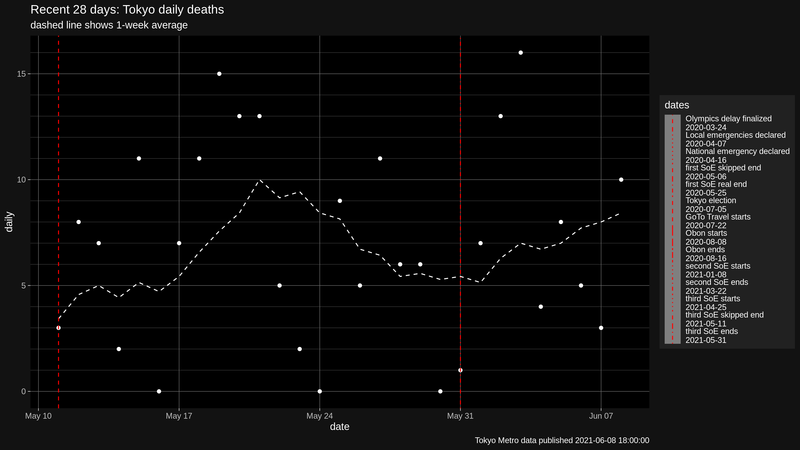 Recent 28 days: Tokyo daily deaths
dashed line shows 1-week average
15
10
5
0
daily
May 10
May 17
May 24
May 31
Jun 07
date
Tokyo Metro data published 2021-06-08 18:00:00
dates
Olympics delay finalized
2020-03-24
Local emergencies declared
2020-04-07
National emergency declared
2020-04-16
first SoE skipped end
2020-05-06
first SoE real end
2020-05-25
Tokyo election
2020-07-05
GoTo Travel starts
2020-07-22
Obon starts
2020-08-08
Obon ends
2020-08-16
second SoE starts
2021-01-08
second SoE ends
2021-03-22
third SoE starts
2021-04-25
third SoE skipped end
2021-05-11
third SoE ends
2021-05-31